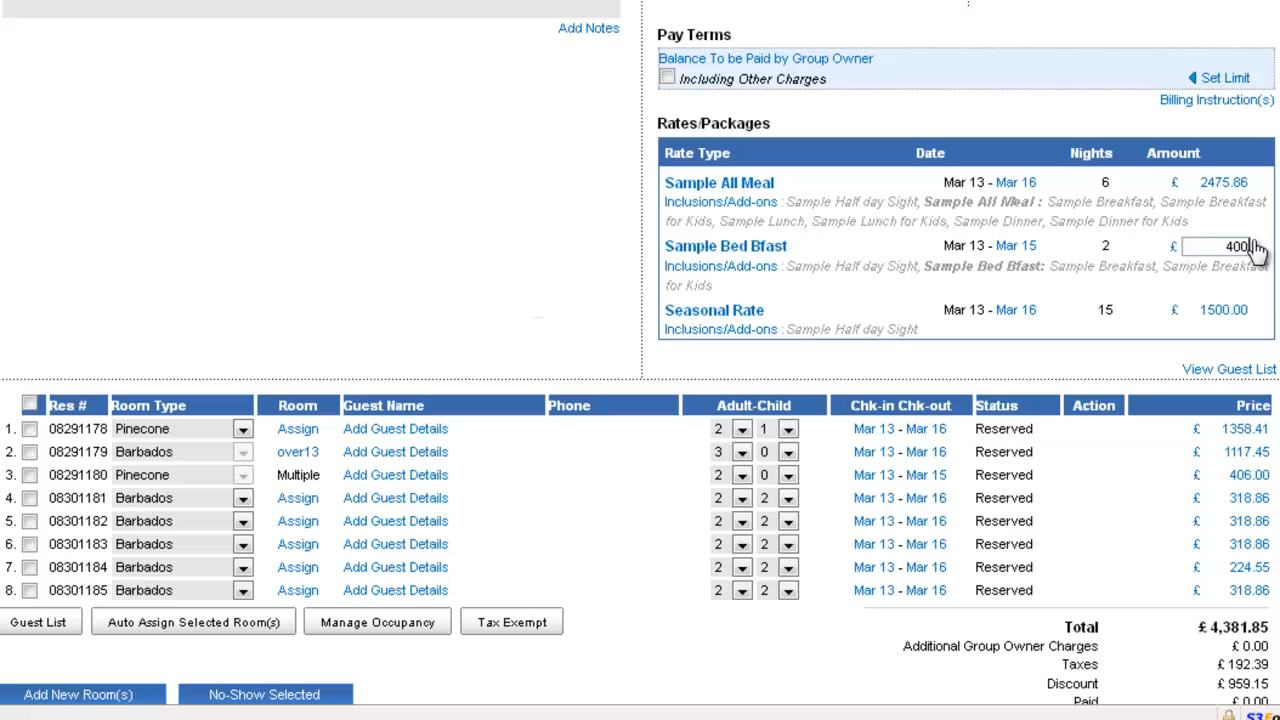 Add Notes
Pay Terms
Balance To be Paid by Group Owner
Including Other Charges
Set Limit
Billing Instruction(s)
Rates/Packages
Rate Type Date Nights Amount
Sample All Meal Mar 13 - Mar 16 6 £ 2475.86
Inclusions/Add-ons : Sample Half day Sight, Sample All Meal : Sample Breakfast, Sample Breakfast
for Kids, Sample Lunch, Sample Lunch for Kids, Sample Dinner, Sample Dinner for Kids
Sample Bed Bfast Mar 13 - Mar 15 2 £ 400
Inclusions/Add-ons : Sample Half day Sight, Sample Bed Bfast: Sample Breakfast, Sample Breakfast
for Kids
Seasonal Rate Mar 13 - Mar 16 15 £ 1500.00
Inclusions/Add-ons : Sample Half day Sight
View Guest List
Res # Room Type Room Guest Name Phone Adult-Child Chk-in Chk-out Status Action Price
1. 08291178 Pinecone Assign Add Guest Details 2 1 Mar 13 - Mar 16 Reserved £ 1358.41
2. 08291179 Barbados over13 Add Guest Details 3 0 Mar 13 - Mar 16 Reserved £ 1117.45
3. 08291180 Pinecone Multiple Add Guest Details 2 0 Mar 13 - Mar 15 Reserved £ 406.00
4. 08301181 Barbados Assign Add Guest Details 2 2 Mar 13 - Mar 16 Reserved £ 318.86
5. 08301182 Barbados Assign Add Guest Details 2 2 Mar 13 - Mar 16 Reserved £ 318.86
6. 08301183 Barbados Assign Add Guest Details 2 2 Mar 13 - Mar 16 Reserved £ 318.86
7. 08301184 Barbados Assign Add Guest Details 2 2 Mar 13 - Mar 16 Reserved £ 224.55
8. 08301185 Barbados Assign Add Guest Details 2 2 Mar 13 - Mar 16 Reserved £ 318.86
Guest List Auto Assign Selected Room(s) Manage Occupancy Tax Exempt
Total £ 4,381.85
Additional Group Owner Charges £ 0.00
Taxes £ 192.39
Discount £ 959.15
Paid £ 0.00
Add New Room(s) No-Show Selected